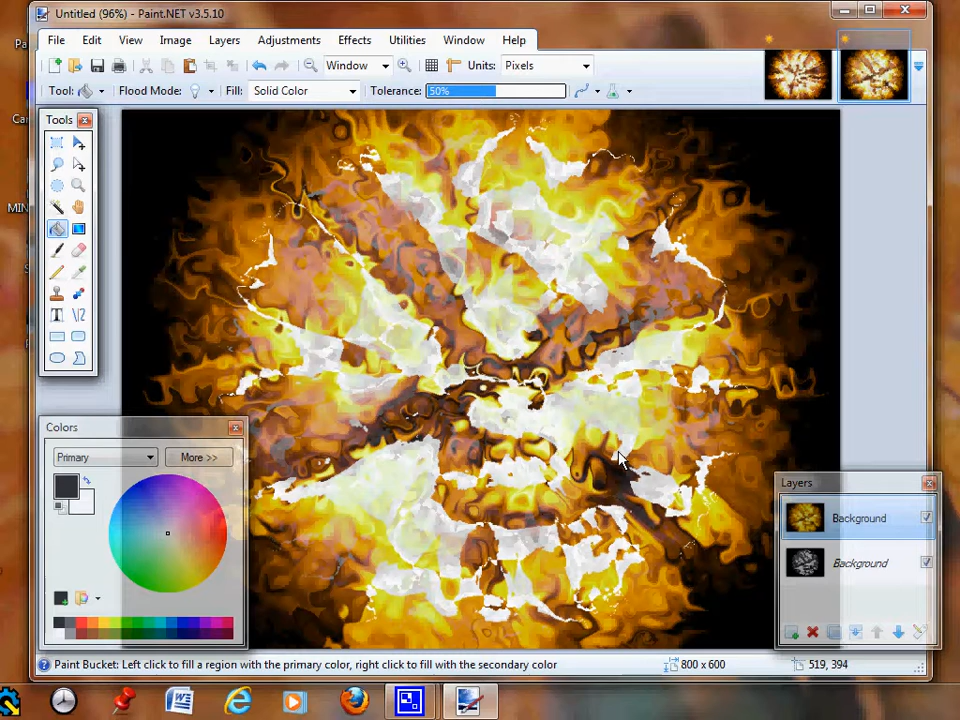 Untitled (96%) - Paint.NET v3.5.10
File Edit View Image Layers Adjustments Effects Utilities Window Help
Window Units: Pixels
Tool: Flood Mode: Fill: Solid Color Tolerance: 50%
Tools
Colors
Primary More >>
Layers
Background
Background
Paint Bucket: Left click to fill a region with the primary color, right click to fill with the secondary color 800 x 600 519, 394